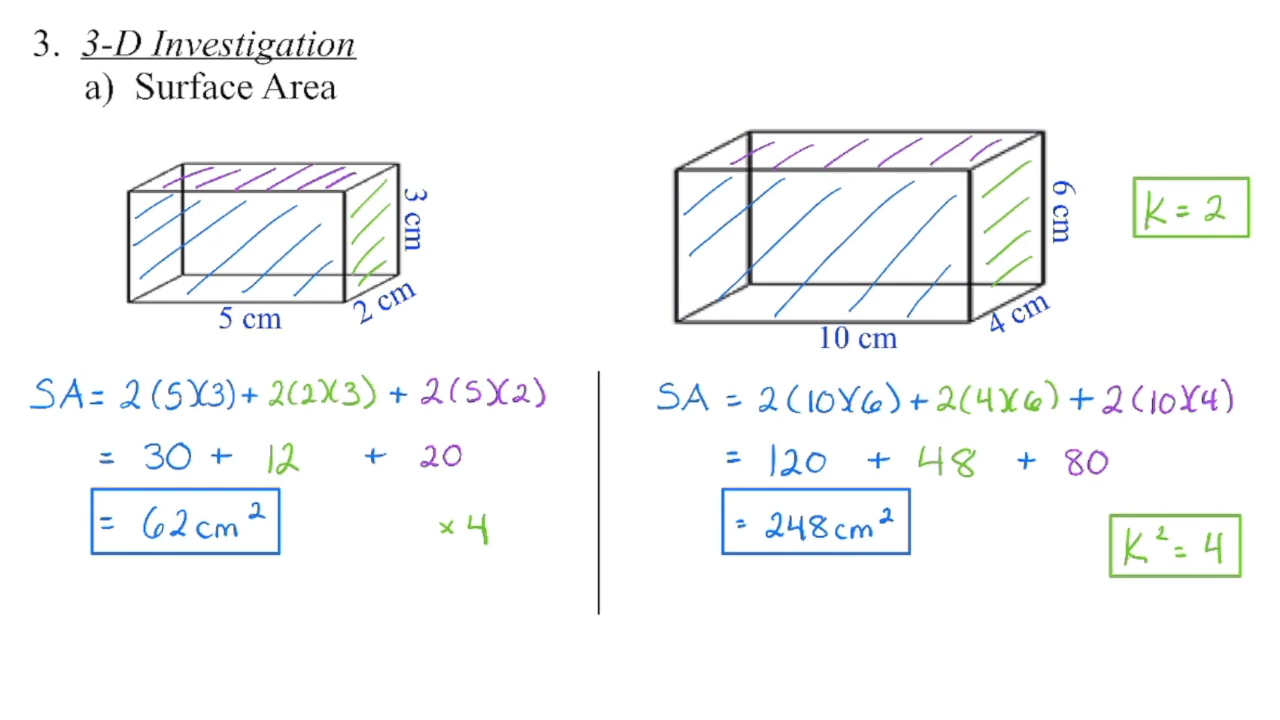 3. 3-D Investigation
a) Surface Area
3 cm
5 cm
2 cm
6 cm
10 cm
4 cm
K = 2
SA = 2(5)(3) + 2(2)(3) + 2(5)(2)
= 30 + 12 + 20
= 62 cm²
× 4
SA = 2(10)(6) + 2(4)(6) + 2(10)(4)
= 120 + 48 + 80
= 248 cm²
K² = 4